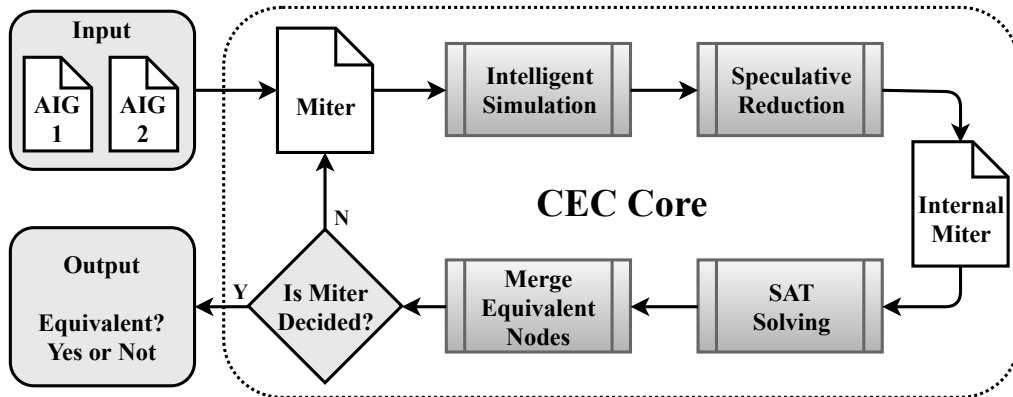 Input
AIG
1
AIG
2
Miter
Intelligent
Simulation
Speculative
Reduction
CEC Core
Internal
Miter
SAT
Solving
Merge
Equivalent
Nodes
Is Miter
Decided?
N
Y
Output
Equivalent?
Yes or Not